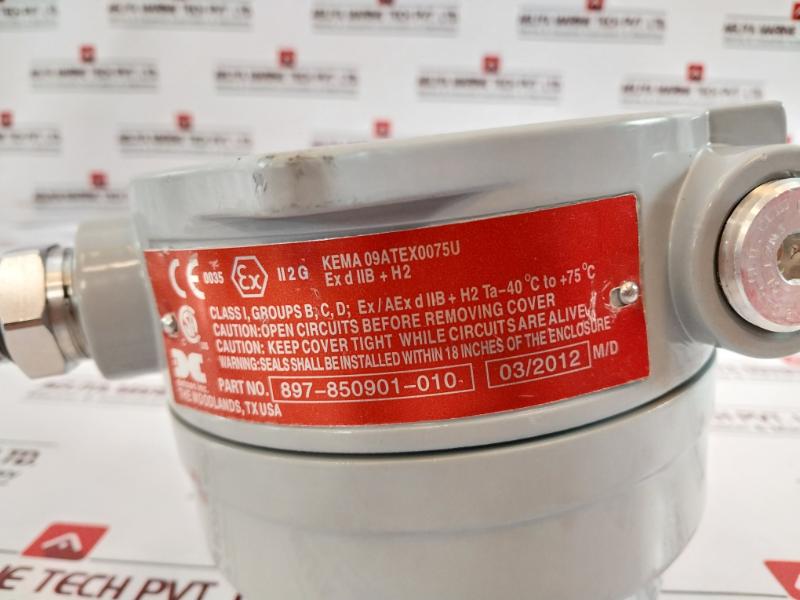 CE 0035 Ex II 2 G KEMA 09ATEX0075U
Ex d IIB + H2
CLASS I, GROUPS B, C, D; Ex / AEx d IIB + H2 Ta-40 °C to +75 °C
CAUTION: OPEN CIRCUITS BEFORE REMOVING COVER
CAUTION: KEEP COVER TIGHT WHILE CIRCUITS ARE ALIVE
WARNING: SEALS SHALL BE INSTALLED WITHIN 18 INCHES OF THE ENCLOSURE
PART NO. 897-850901-010 03/2012 M/D
THE WOODLANDS, TX USA
TECH PVT